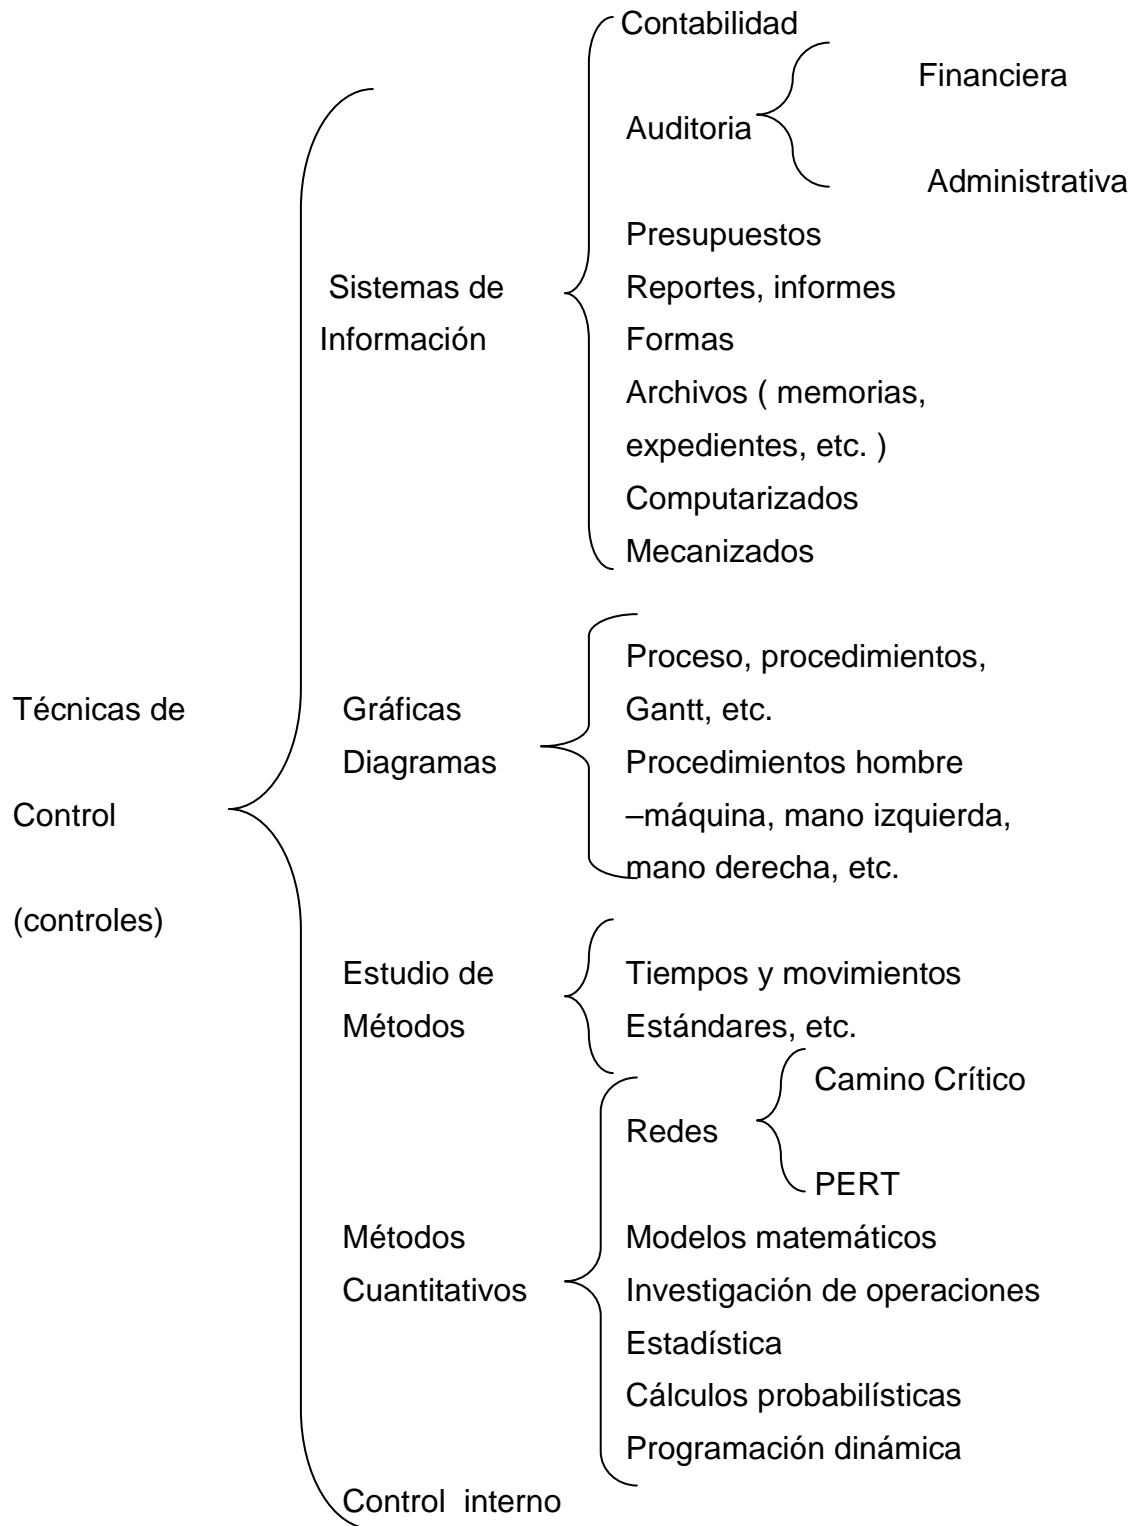 Contabilidad
Financiera
Auditoria
Administrativa
Presupuestos
Sistemas de
Reportes, informes
Información
Formas
Archivos ( memorias,
expedientes, etc. )
Computarizados
Mecanizados
Proceso, procedimientos,
Técnicas de
Gráficas
Gantt, etc.
Diagramas
Procedimientos hombre
Control
–máquina, mano izquierda,
mano derecha, etc.
(controles)
Estudio de
Tiempos y movimientos
Métodos
Estándares, etc.
Camino Crítico
Redes
PERT
Métodos
Modelos matemáticos
Cuantitativos
Investigación de operaciones
Estadística
Cálculos probabilísticas
Programación dinámica
Control interno